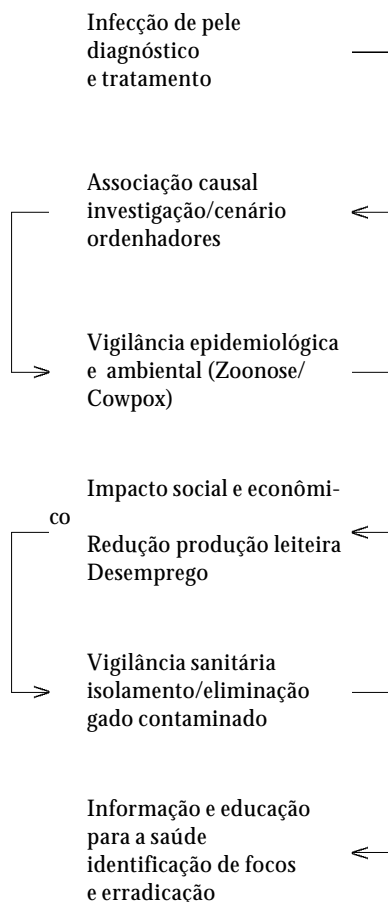 Infecção de pele
diagnóstico
e tratamento
Associação causal
investigação/cenário
ordenhadores
Vigilância epidemiológica
e ambiental (Zoonose/
Cowpox)
Impacto social e econômi-
co
Redução produção leiteira
Desemprego
Vigilância sanitária
isolamento/eliminação
gado contaminado
Informação e educação
para a saúde
identificação de focos
e erradicação